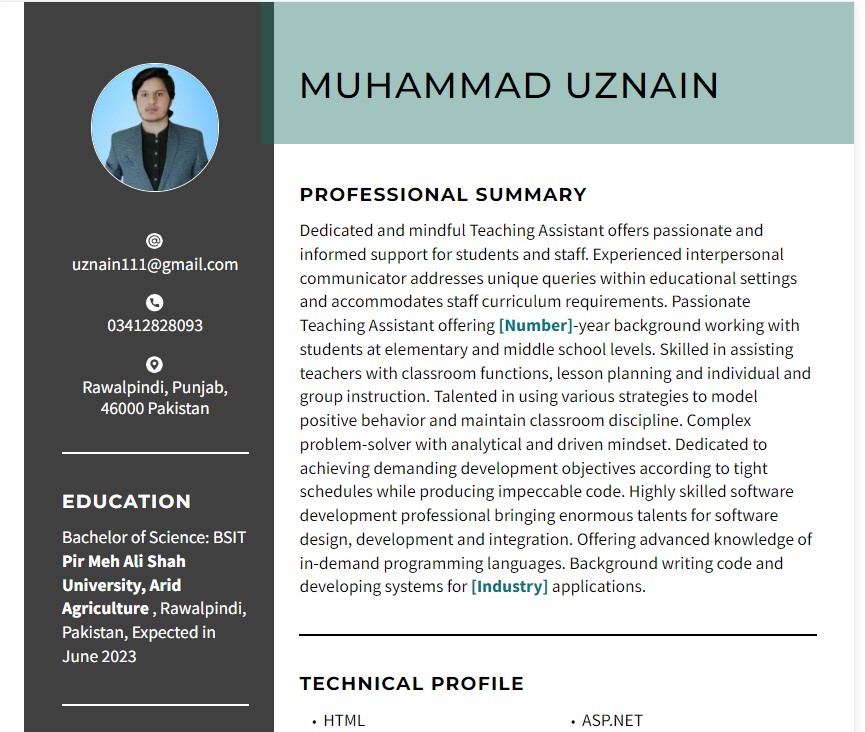 MUHAMMAD UZNAIN
uznain111@gmail.com
03412828093
Rawalpindi, Punjab,
46000 Pakistan
EDUCATION
Bachelor of Science: BSIT
Pir Meh Ali Shah
University, Arid
Agriculture , Rawalpindi,
Pakistan, Expected in
June 2023
PROFESSIONAL SUMMARY
Dedicated and mindful Teaching Assistant offers passionate and
informed support for students and staff. Experienced interpersonal
communicator addresses unique queries within educational settings
and accommodates staff curriculum requirements. Passionate
Teaching Assistant offering [Number]-year background working with
students at elementary and middle school levels. Skilled in assisting
teachers with classroom functions, lesson planning and individual and
group instruction. Talented in using various strategies to model
positive behavior and maintain classroom discipline. Complex
problem-solver with analytical and driven mindset. Dedicated to
achieving demanding development objectives according to tight
schedules while producing impeccable code. Highly skilled software
development professional bringing enormous talents for software
design, development and integration. Offering advanced knowledge of
in-demand programming languages. Background writing code and
developing systems for [Industry] applications.
TECHNICAL PROFILE
• HTML
• ASP.NET